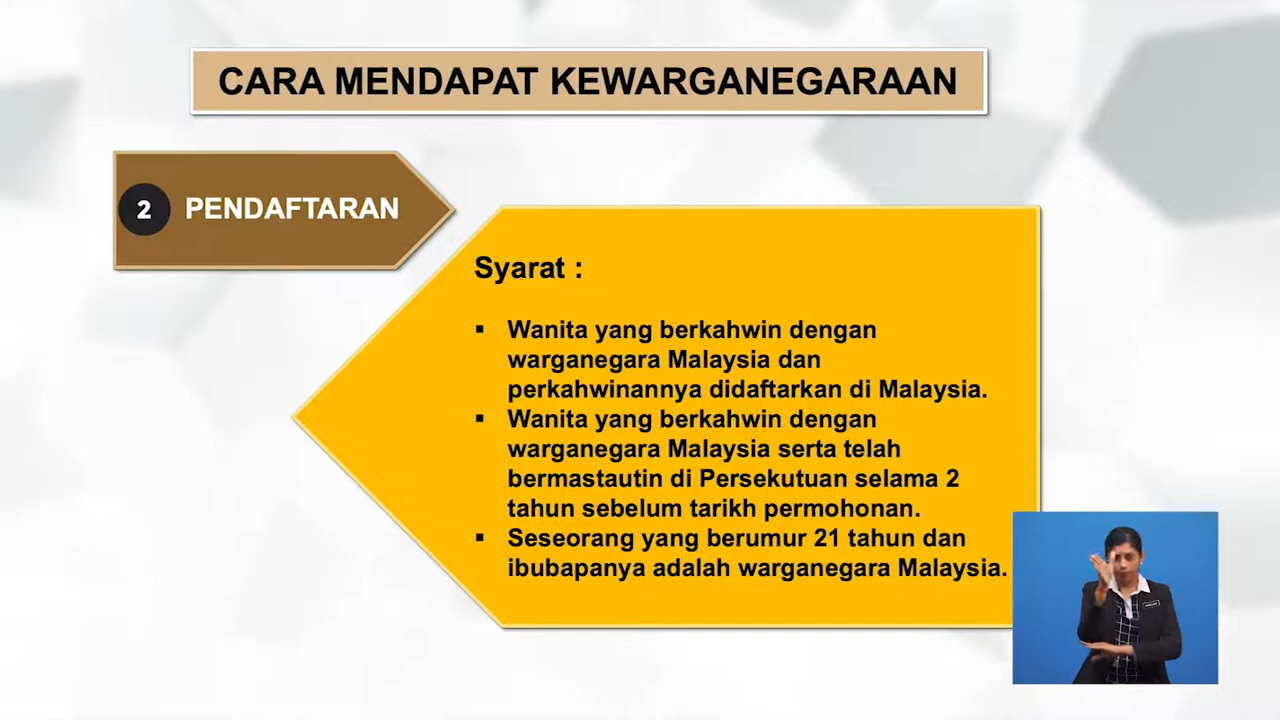 CARA MENDAPAT KEWARGANEGARAAN
2 PENDAFTARAN
Syarat :
▪ Wanita yang berkahwin dengan
warganegara Malaysia dan
perkahwinannya didaftarkan di Malaysia.
▪ Wanita yang berkahwin dengan
warganegara Malaysia serta telah
bermastautin di Persekutuan selama 2
tahun sebelum tarikh permohonan.
▪ Seseorang yang berumur 21 tahun dan
ibubapanya adalah warganegara Malaysia.